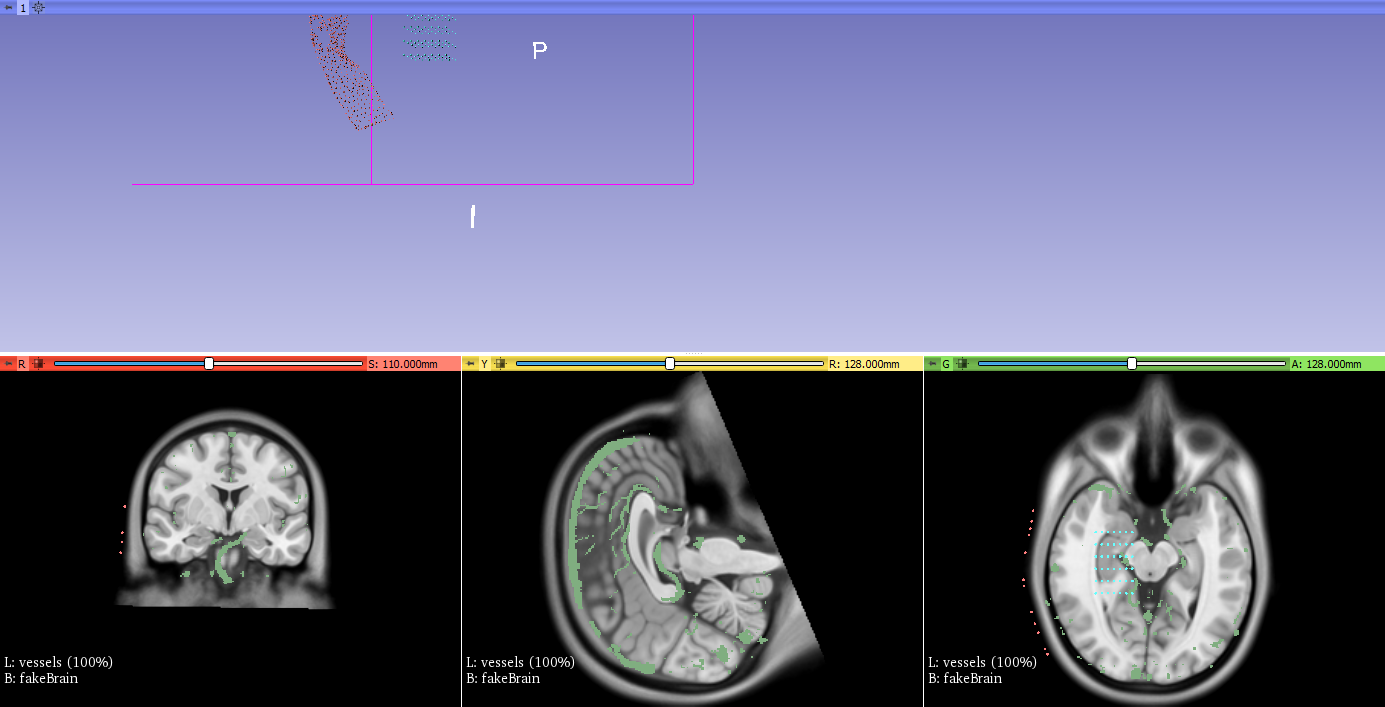 1
P
I
R
S: 110.000mm
Y
R: 128.000mm
G
A: 128.000mm
L: vessels (100%)
B: fakeBrain
L: vessels (100%)
B: fakeBrain
L: vessels (100%)
B: fakeBrain